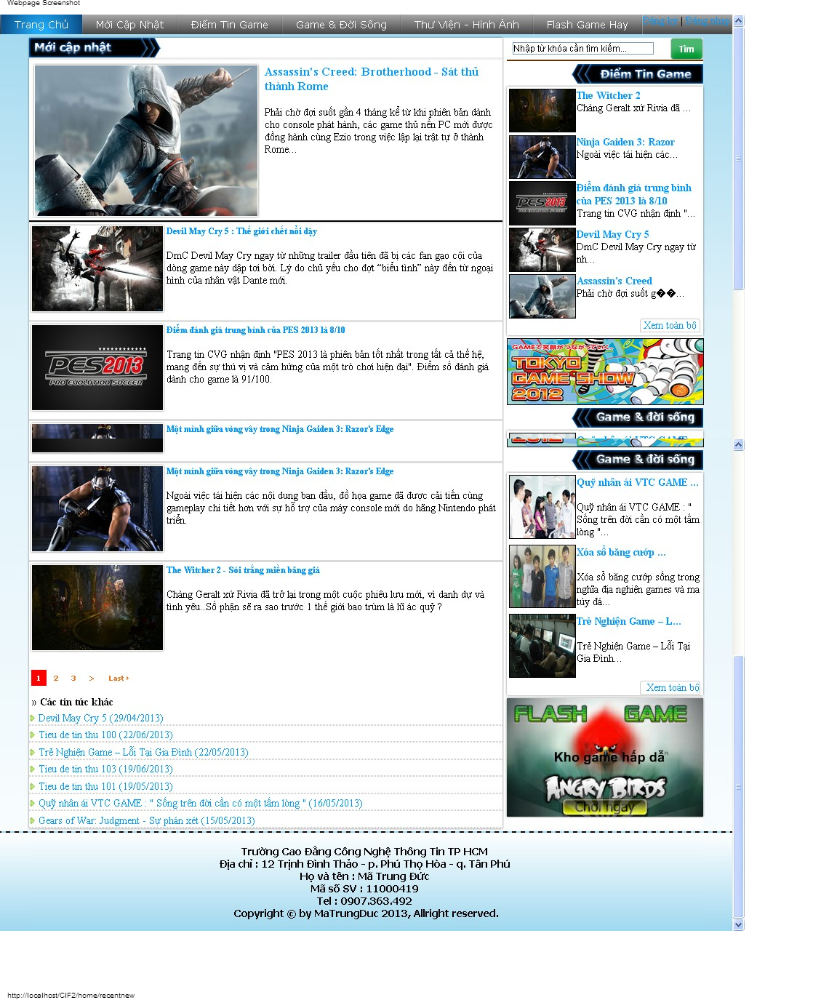 Webpage Screenshot
Trang Chủ Mới Cập Nhật Điểm Tin Game Game & Đời Sống Thư Viện - Hình Ảnh Flash Game Hay Đăng ký | Đăng nhập
Mới cập nhật
Assassin's Creed: Brotherhood - Sát thủ
thành Rome
Phải chờ đợi suốt gần 4 tháng kể từ khi phiên bản dành
cho console phát hành, các game thủ nền PC mới được
đồng hành cùng Ezio trong việc lập lại trật tự ở thành
Rome...
Devil May Cry 5 : Thế giới chết nổi dậy
DmC Devil May Cry ngay từ những trailer đầu tiên đã bị các fan gạo cội của
dòng game này dập tơi bời. Lý do chủ yếu cho đợt “biểu tình” này đến từ ngoại
hình của nhân vật Dante mới.
PES2013
PRO EVOLUTION SOCCER
Điểm đánh giá trung bình của PES 2013 là 8/10
Trang tin CVG nhận định "PES 2013 là phiên bản tốt nhất trong tất cả thế hệ,
mang đến sự thú vị và cảm hứng của một trò chơi hiện đại". Điểm số đánh giá
dành cho game là 91/100.
Một mình giữa vòng vây trong Ninja Gaiden 3: Razor's Edge
Một mình giữa vòng vây trong Ninja Gaiden 3: Razor's Edge
Ngoài việc tái hiện các nội dung ban đầu, đồ họa game đã được cải tiến cùng
gameplay chi tiết hơn với sự hỗ trợ của máy console mới do hãng Nintendo phát
triển.
The Witcher 2 - Sói trắng miền băng giá
Chàng Geralt xứ Rivia đã trở lại trong một cuộc phiêu lưu mới, vì danh dự và
tình yêu..Số phận sẽ ra sao trước 1 thế giới bao trùm là lũ ác quỷ ?
1 2 3 > Last ›
» Các tin tức khác
Devil May Cry 5 (29/04/2013)
Tieu de tin thu 100 (22/06/2013)
Trẻ Nghiện Game – Lỗi Tại Gia Đình (22/05/2013)
Tieu de tin thu 103 (19/06/2013)
Tieu de tin thu 101 (19/05/2013)
Quỹ nhân ái VTC GAME : " Sống trên đời cần có một tấm lòng " (16/05/2013)
Gears of War: Judgment - Sự phán xét (15/05/2013)
Nhập từ khóa cần tìm kiếm... Tìm
Điểm Tin Game
The Witcher 2
Chàng Geralt xứ Rivia đã ...
Ninja Gaiden 3: Razor
Ngoài việc tái hiện các...
PES2013
Điểm đánh giá trung bình
của PES 2013 là 8/10
Trang tin CVG nhận định "...
Devil May Cry 5
DmC Devil May Cry ngay từ
nh...
Assassin's Creed
Phải chờ đợi suốt g��...
Xem toàn bộ
GAMEで笑顔がつながっていく。
TOKYO
GAME SHOW
2012
Game & đời sống
2012 Quỹ nhân ái VTC GAME
Game & đời sống
Quỹ nhân ái VTC GAME ...
Quỹ nhân ái VTC GAME : "
Sống trên đời cần có một tấm
lòng "...
Xóa sổ băng cướp ...
Xóa sổ băng cướp sống trong
nghĩa địa nghiện games và ma
túy đá...
Trẻ Nghiện Game – L...
Trẻ Nghiện Game – Lỗi Tại
Gia Đình...
Xem toàn bộ
FLASH GAME
Kho game hấp dẫn
ANGRY BIRDS
Chơi ngay
Trường Cao Đẳng Công Nghệ Thông Tin TP HCM
Địa chỉ : 12 Trịnh Đình Thảo - p. Phú Thọ Hòa - q. Tân Phú
Họ và tên : Mã Trung Đức
Mã số SV : 11000419
Tel : 0907.363.492
Copyright © by MaTrungDuc 2013, Allright reserved.
http://localhost/CIF2/home/recentnew